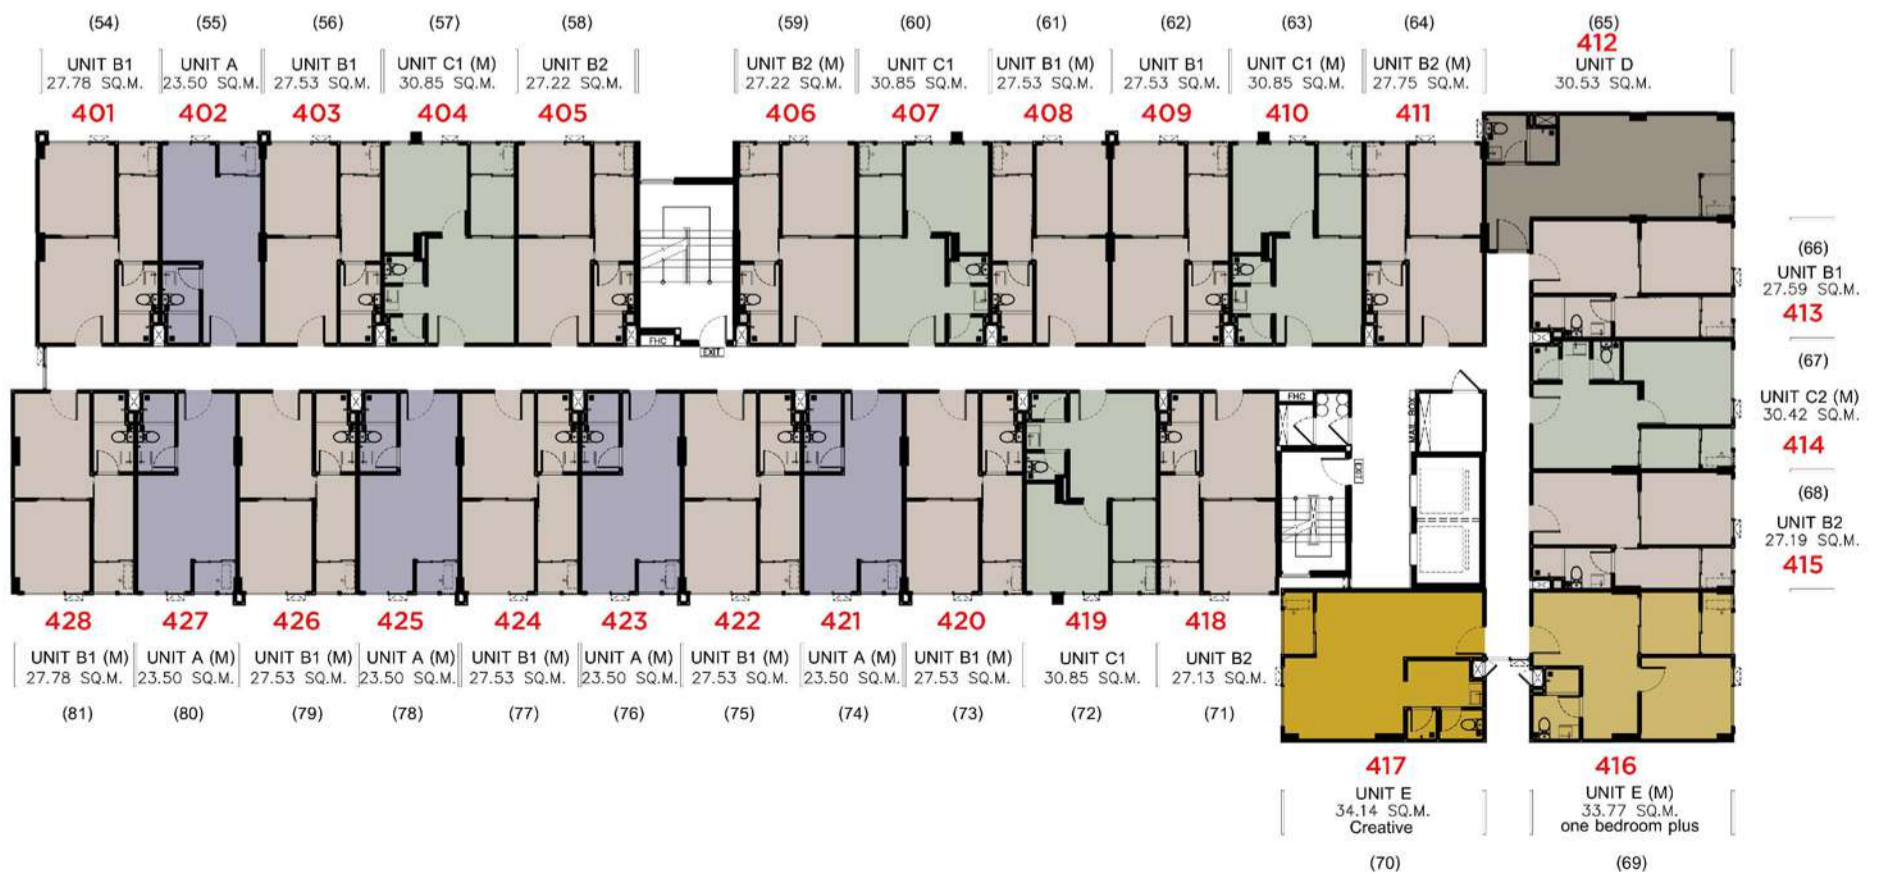 (54) (55) (56) (57) (58) (59) (60) (61) (62) (63) (64) (65)
412
UNIT B1 UNIT A UNIT B1 UNIT C1 (M) UNIT B2 UNIT B2 (M) UNIT C1 UNIT B1 (M) UNIT B1 UNIT C1 (M) UNIT B2 (M) UNIT D
27.78 SQ.M. 23.50 SQ.M. 27.53 SQ.M. 30.85 SQ.M. 27.22 SQ.M. 27.22 SQ.M. 30.85 SQ.M. 27.53 SQ.M. 27.53 SQ.M. 30.85 SQ.M. 27.75 SQ.M. 30.53 SQ.M.
401 402 403 404 405 406 407 408 409 410 411
(66)
UNIT B1
27.59 SQ.M.
413
FHC
EXIT
(67)
UNIT C2 (M)
30.42 SQ.M.
414
FHC
MAIL BOX
EXIT
(68)
UNIT B2
27.19 SQ.M.
415
428 427 426 425 424 423 422 421 420 419 418
UNIT B1 (M) UNIT A (M) UNIT B1 (M) UNIT A (M) UNIT B1 (M) UNIT A (M) UNIT B1 (M) UNIT A (M) UNIT B1 (M) UNIT C1 UNIT B2
27.78 SQ.M. 23.50 SQ.M. 27.53 SQ.M. 23.50 SQ.M. 27.53 SQ.M. 23.50 SQ.M. 27.53 SQ.M. 23.50 SQ.M. 27.53 SQ.M. 30.85 SQ.M. 27.13 SQ.M.
(81) (80) (79) (78) (77) (76) (75) (74) (73) (72) (71)
417 416
UNIT E UNIT E (M)
34.14 SQ.M. 33.77 SQ.M.
Creative one bedroom plus
(70) (69)